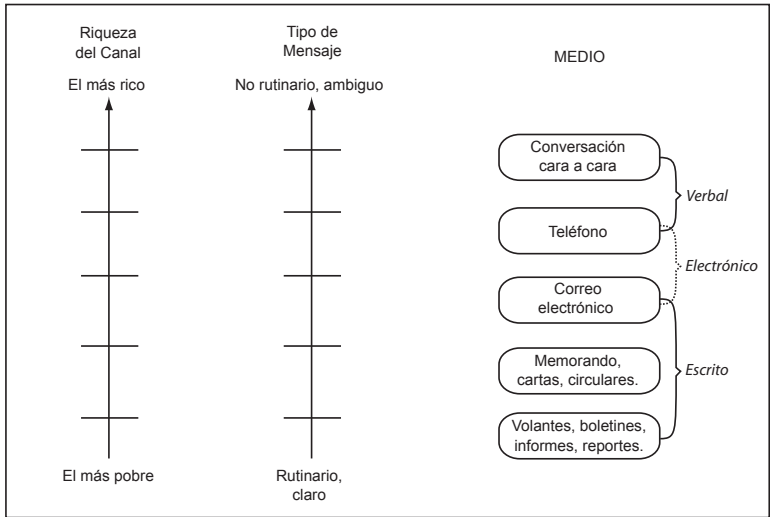 Riqueza
del Canal
El más rico
El más pobre
Tipo de
Mensaje
No rutinario, ambiguo
Rutinario,
claro
MEDIO
Conversación
cara a cara
Verbal
Teléfono
Electrónico
Correo
electrónico
Memorando,
cartas, circulares.
Escrito
Volantes, boletines,
informes, reportes.